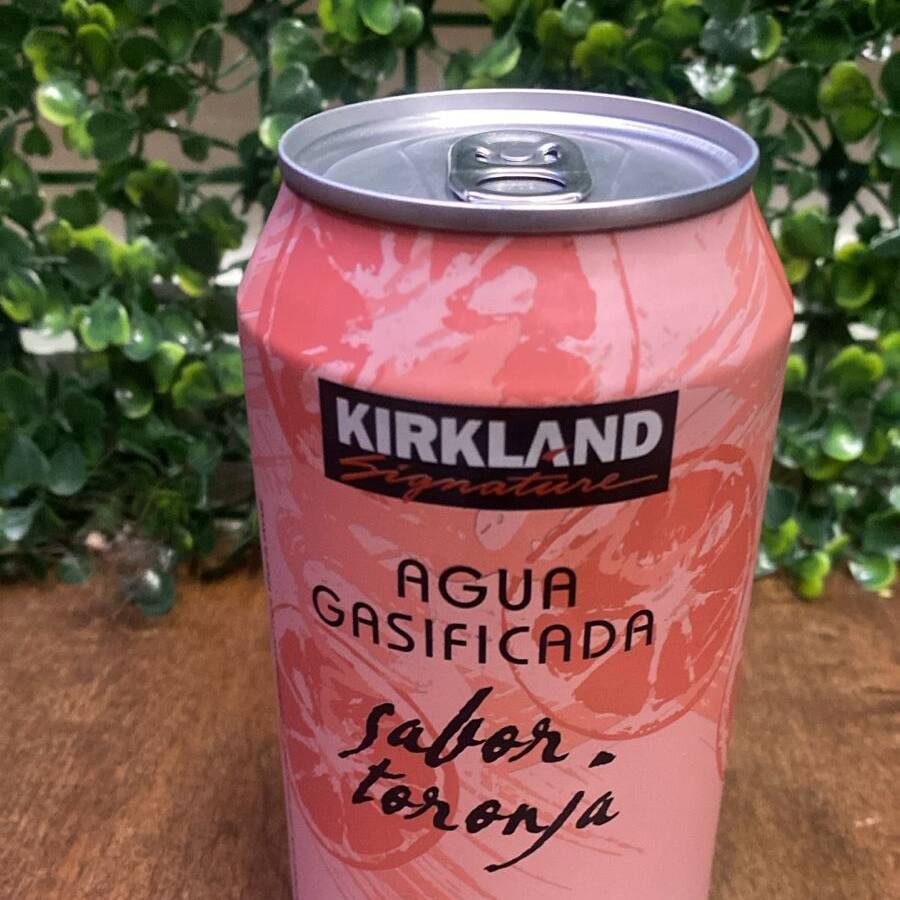 KIRKLAND
Signature
AGUA
GASIFICADA
sabor
toronja